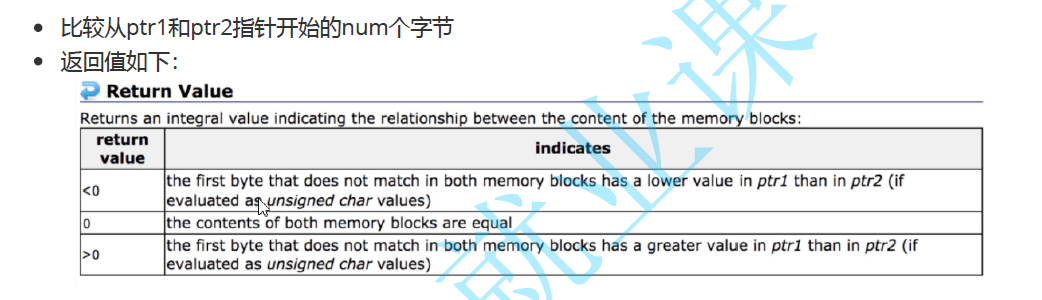 比较从ptr1和ptr2指针开始的num个字节
返回值如下：
Return Value
Returns an integral value indicating the relationship between the content of the memory blocks:
return value
indicates
<0
the first byte that does not match in both memory blocks has a lower value in ptr1 than in ptr2 (if
evaluated as unsigned char values)
0
the contents of both memory blocks are equal
>0
the first byte that does not match in both memory blocks has a greater value in ptr1 than in ptr2 (if
evaluated as unsigned char values)
就业课